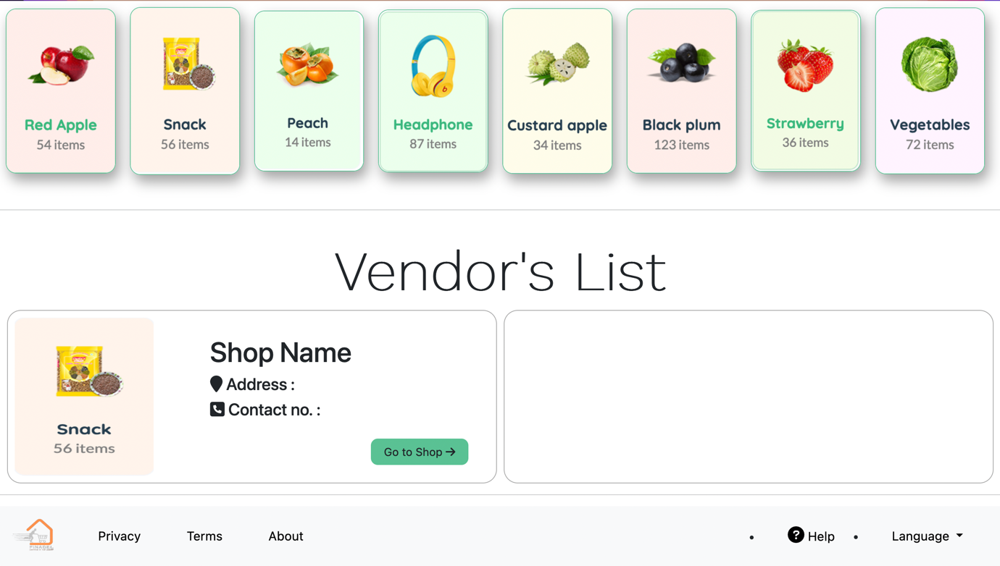 Red Apple
54 items
Snack
56 items
Peach
14 items
Headphone
87 items
Custard apple
34 items
Black plum
123 items
Strawberry
36 items
Vegetables
72 items
Vendor's List
Snack
56 items
Shop Name
Address :
Contact no. :
Go to Shop →
Privacy
Terms
About
• Help
• Language